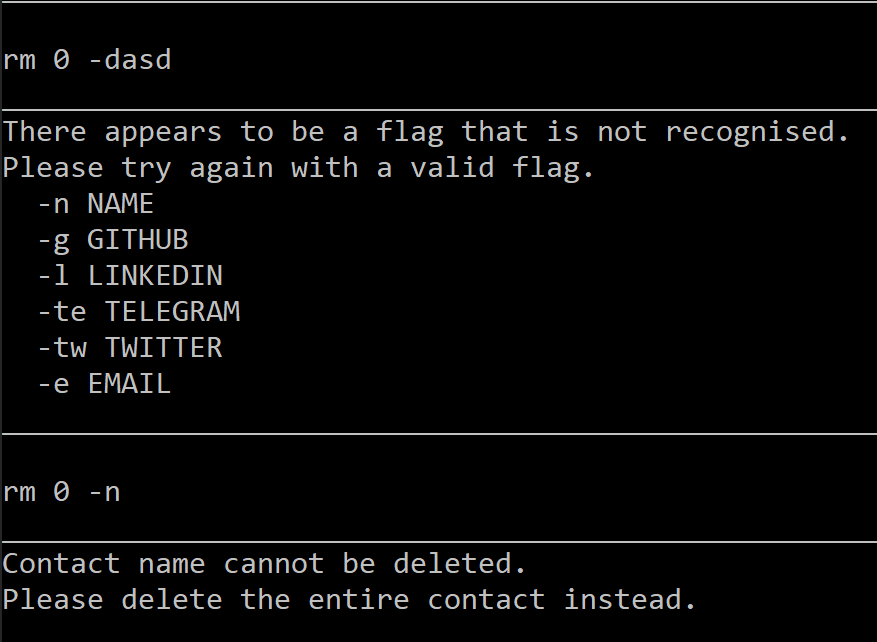 rm 0 -dasd
There appears to be a flag that is not recognised.
Please try again with a valid flag.
  -n NAME
  -g GITHUB
  -l LINKEDIN
  -te TELEGRAM
  -tw TWITTER
  -e EMAIL
rm 0 -n
Contact name cannot be deleted.
Please delete the entire contact instead.